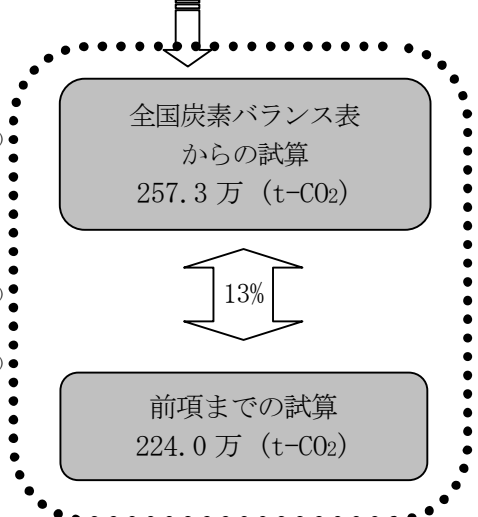 全国炭素バランス表
からの試算
257.3 万 (t-CO₂)
13%
前項までの試算
224.0 万 (t-CO₂)